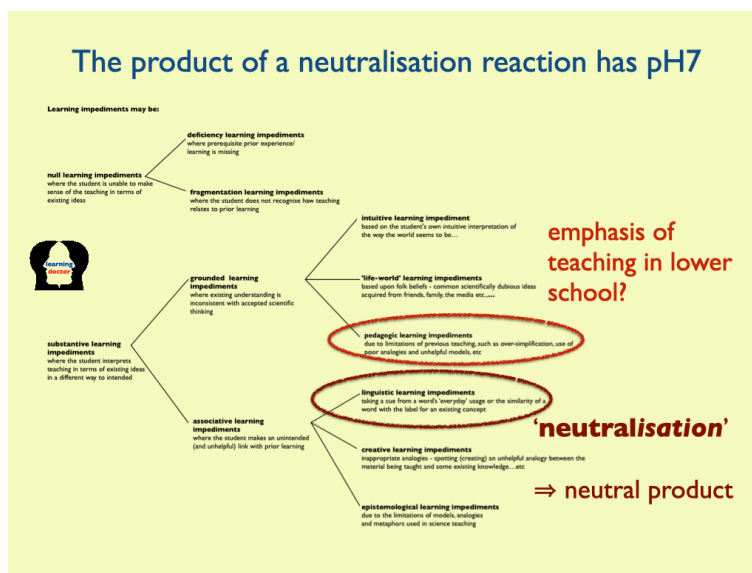 The product of a neutralisation reaction has pH7
Learning impediments may be:
deficiency learning impediments
where prerequisite prior experience/
learning is missing
null learning impediments
where the student is unable to make
sense of the teaching in terms of
existing ideas
fragmentation learning impediments
where the student does not recognise haw teaching
relates to prior learning
intuitive learning impediment
based on the student's own intuitive interpretation of
the way the world seems to be…
emphasis of
teaching in lower
school?
learning
doctor
grounded learning
impediments
where existing understanding is
inconsistent with accepted scientific
thinking
'life-world' learning impediments
based upon folk beliefs - common scientifically dubious ideas
acquired from friends, family, the media etc.,…
pedagogic learning impediments
due to limitations of previous teaching, such as over-simplification, use of
poor analogies and unhelpful models, etc
substantive learning
impediments
where the student interprets
teaching in terms of existing ideas
in a different way to intended
linguistic learning impediments
taking a cue from a word's 'everyday' usage or the similarity of a
word with the label for an existing concept
associative learning
impediments
where the student makes an unintended
(and unhelpful) link with prior learning
'neutralisation'
creative learning impediments
inappropriate analogies - spotting (creating) an unhelpful analogy between the
material being taught and some existing knowledge…etc
⇒ neutral product
epistemological learning impediments
due to the limitations of models, analogies
and metaphors used in science teaching